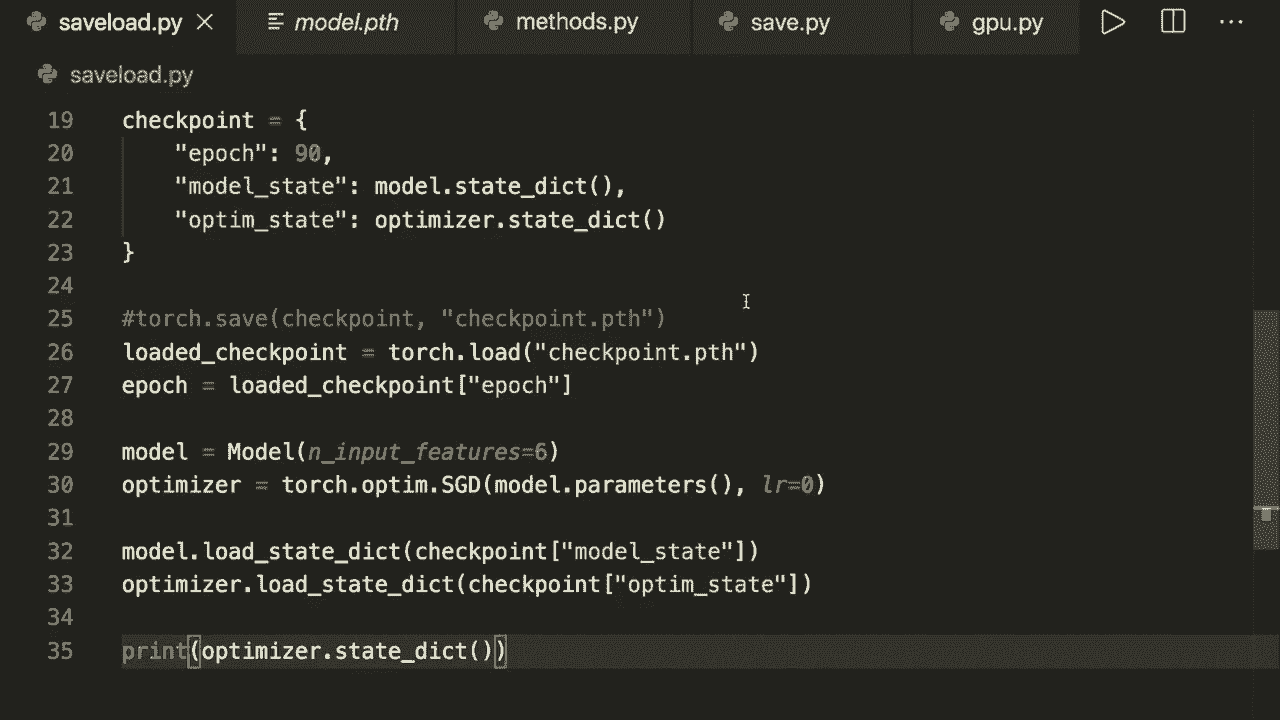 saveload.py model.pth methods.py save.py gpu.py
saveload.py
19 checkpoint = {
20     "epoch": 90,
21     "model_state": model.state_dict(),
22     "optim_state": optimizer.state_dict()
23 }
24
25 #torch.save(checkpoint, "checkpoint.pth")
26 loaded_checkpoint = torch.load("checkpoint.pth")
27 epoch = loaded_checkpoint["epoch"]
28
29 model = Model(n_input_features=6)
30 optimizer = torch.optim.SGD(model.parameters(), lr=0)
31
32 model.load_state_dict(checkpoint["model_state"])
33 optimizer.load_state_dict(checkpoint["optim_state"])
34
35 print(optimizer.state_dict())